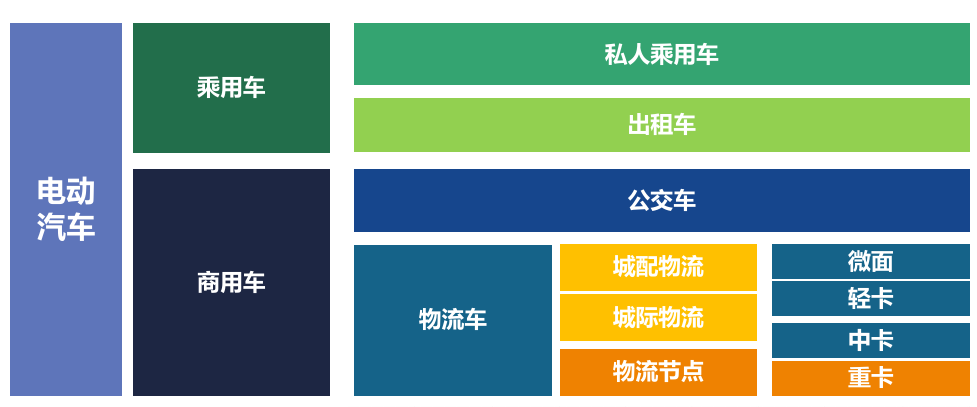 电动
汽车
乘用车
私人乘用车
出租车
商用车
公交车
物流车
城配物流
城际物流
物流节点
微面
轻卡
中卡
重卡